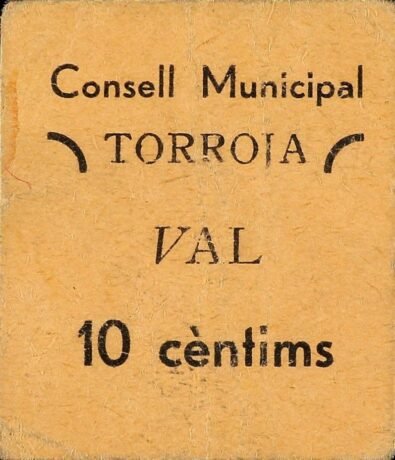 Consell Municipal
TORROJA
VAL
10 cèntims